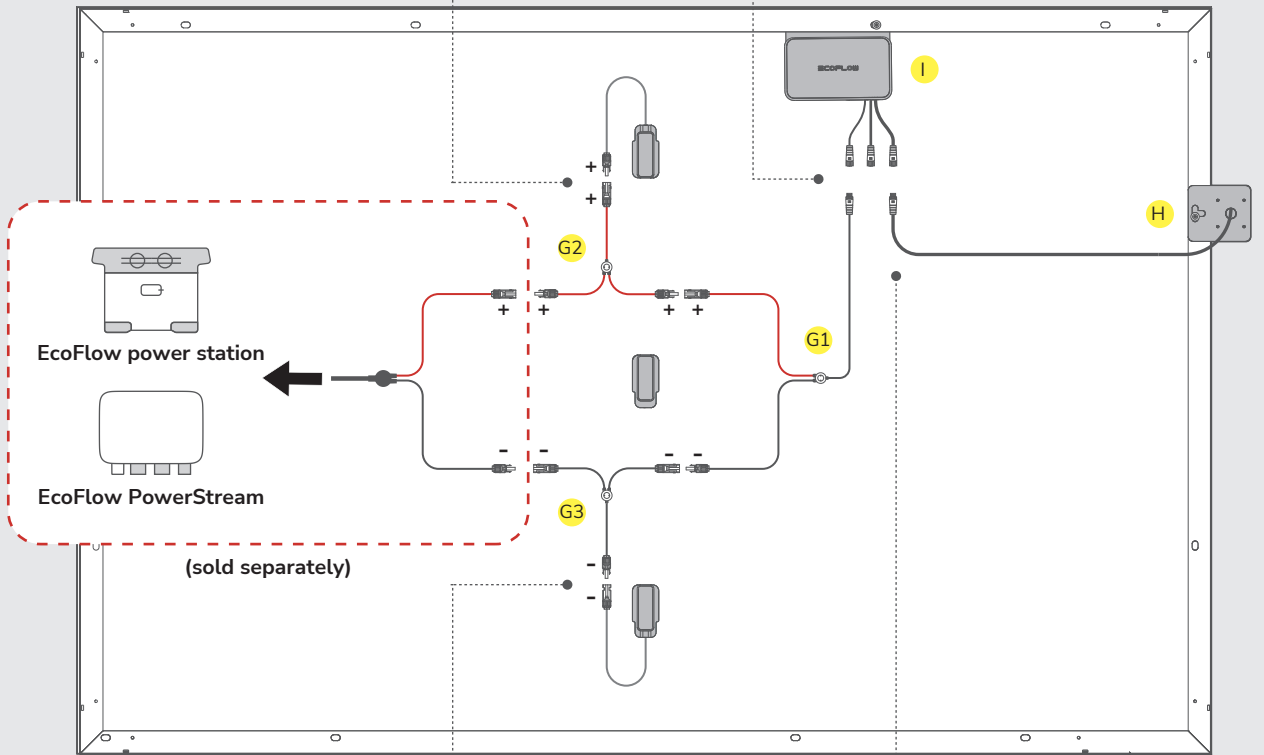 ECOFLOW
I
+
+
H
G2
+ + + +
G1
EcoFlow power station
- - - -
EcoFlow PowerStream
G3
-
(sold separately)
-